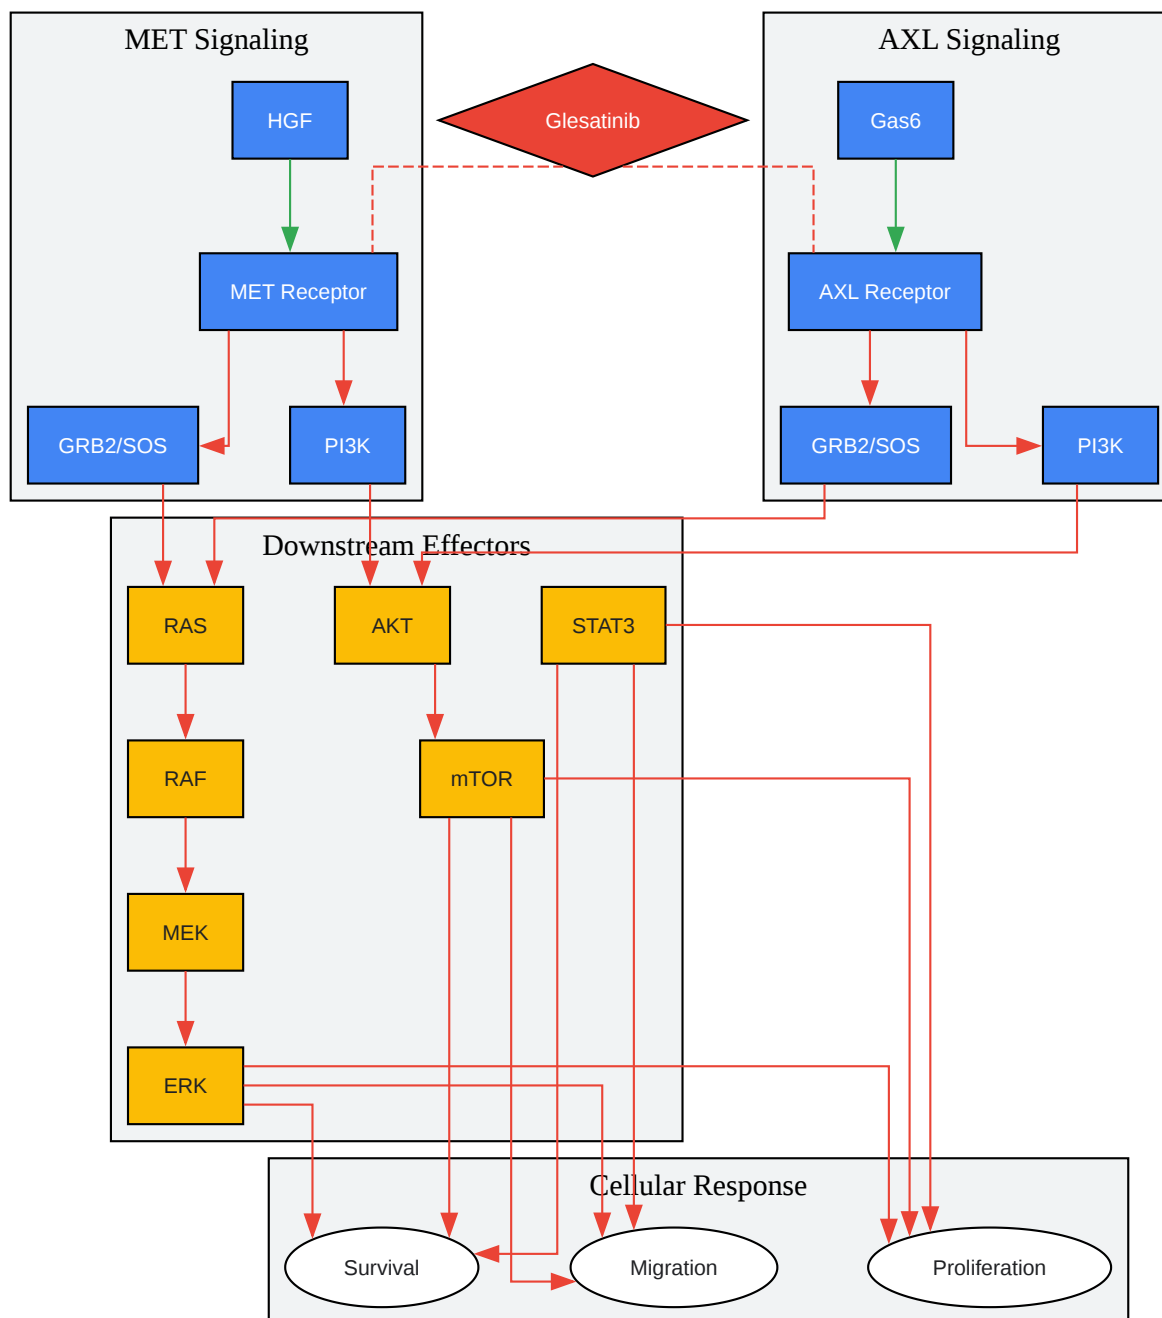 MET Signaling
AXL Signaling
HGF
Glesatinib
Gas6
MET Receptor
AXL Receptor
GRB2/SOS
PI3K
GRB2/SOS
PI3K
Downstream Effectors
RAS
AKT
STAT3
RAF
mTOR
MEK
ERK
Cellular Response
Survival
Migration
Proliferation